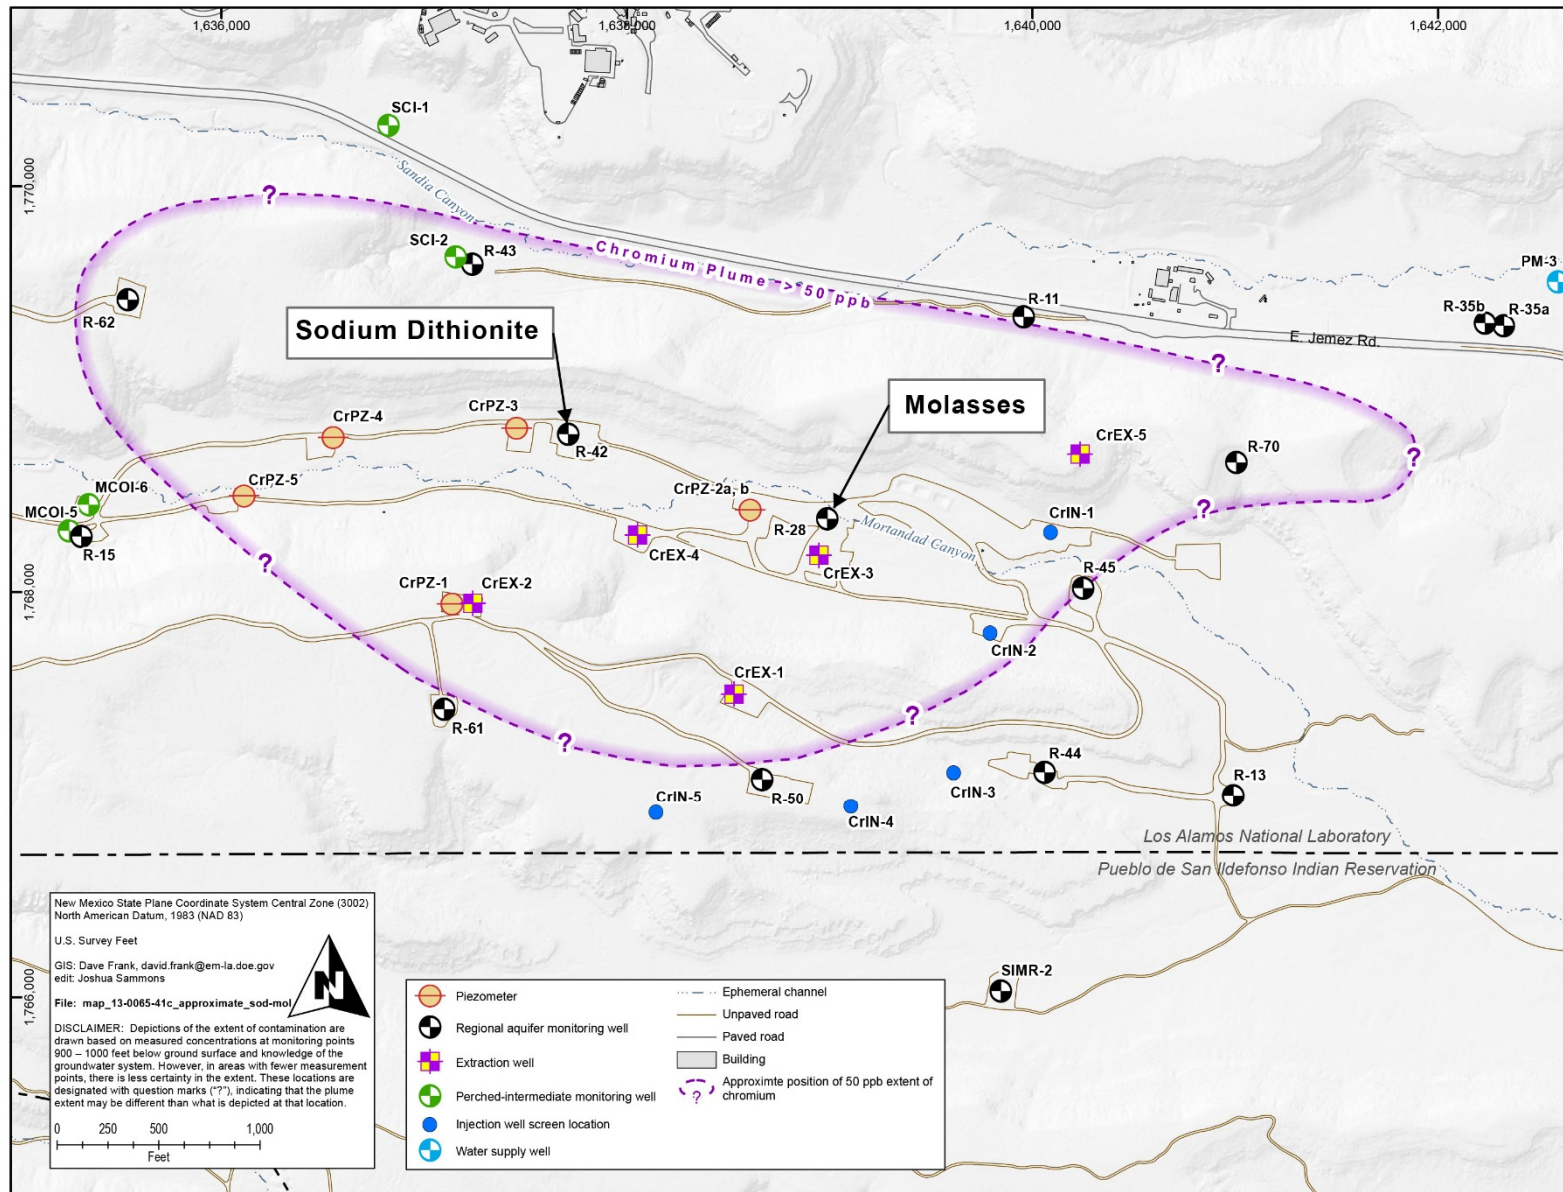 1,636,000
1,638,000
1,640,000
1,642,000
SCI-1
1,770,000
Sandia Canyon
?
SCI-2
R-43
Chromium Plume > 50 ppb
PM-3
R-62
R-11
R-35b
R-35a
E. Jemez Rd.
Sodium Dithionite
?
Molasses
CrPZ-4
CrPZ-3
R-42
CrEX-5
R-70
?
MCOI-6
CrPZ-5
CrPZ-2a, b
MCOI-5
R-15
R-28
Mortandad Canyon
CrIN-1
?
CrEX-4
CrEX-3
?
R-45
1,768,000
CrPZ-1
CrEX-2
CrIN-2
CrEX-1
R-61
?
?
R-44
R-50
CrIN-3
R-13
CrIN-5
CrIN-4
Los Alamos National Laboratory
Pueblo de San Ildefonso Indian Reservation
1,766,000
SIMR-2
New Mexico State Plane Coordinate System Central Zone (3002)
North American Datum, 1983 (NAD 83)
U.S. Survey Feet
GIS: Dave Frank, david.frank@em-la.doe.gov
edit: Joshua Sammons
N
File: map_13-0065-41c_approximate_sod-mol
DISCLAIMER: Depictions of the extent of contamination are
drawn based on measured concentrations at monitoring points
900 – 1000 feet below ground surface and knowledge of the
groundwater system. However, in areas with fewer measurement
points, there is less certainty in the extent. These locations are
designated with question marks ("?"), indicating that the plume
extent may be different than what is depicted at that location.
0 250 500 1,000
Feet
Piezometer
Regional aquifer monitoring well
Extraction well
Perched-intermediate monitoring well
Injection well screen location
Water supply well
Ephemeral channel
Unpaved road
Paved road
Building
?
Approximte position of 50 ppb extent of
chromium